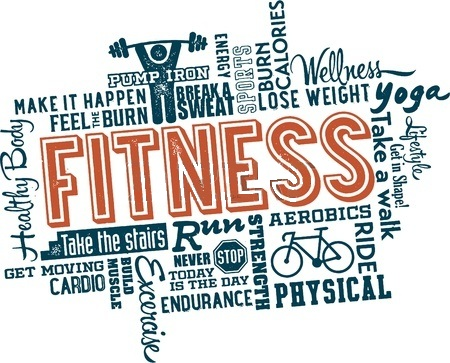 PUMP IRON
ENERGY
SPORTS
BURN
CALORIES
Wellness
MAKE IT HAPPEN
BREAK A
SWEAT
LOSE WEIGHT
yoga
FEEL THE BURN
Healthy Body
FITNESS
Lifestyle
Get in Shape!
Take a walk
Take the stairs
Run
STRENGTH
AEROBICS
RIDE
GET MOVING
CARDIO
BUILD
MUSCLE
Exercise
NEVER
STOP
TODAY
IS THE DAY
ENDURANCE
PHYSICAL